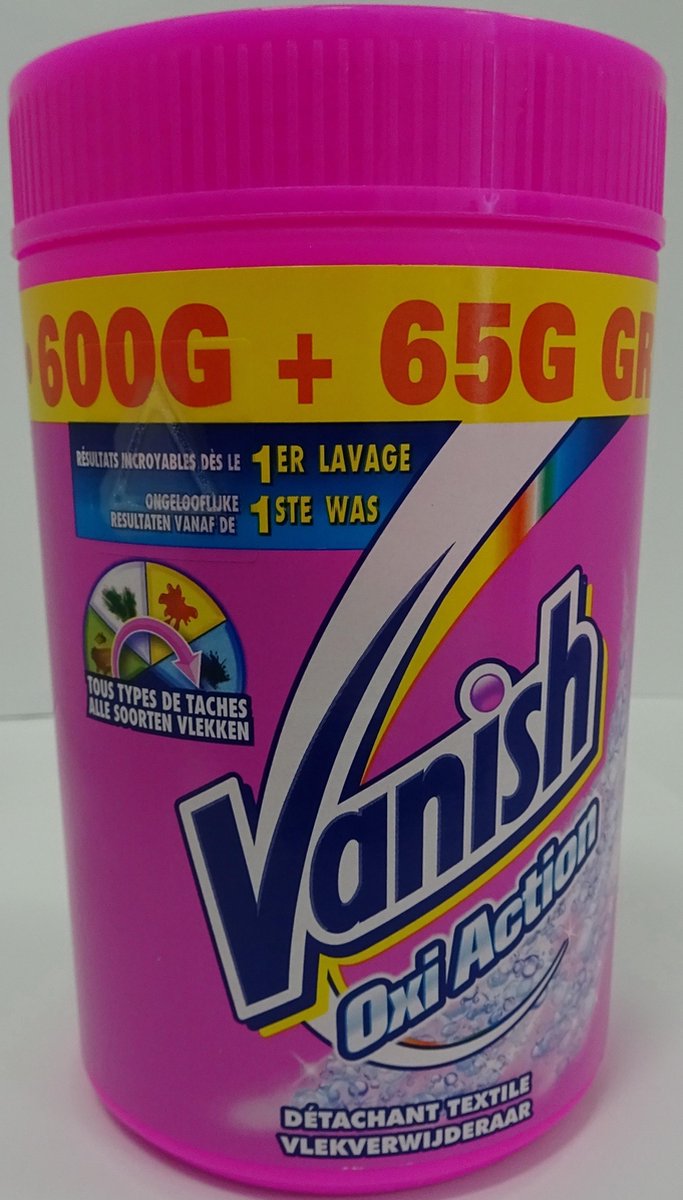 600G + 65G GR
RÉSULTATS INCROYABLES DÈS LE 1ER LAVAGE
ONGELOOFLIJKE
RESULTATEN VANAF DE 1STE WAS
TOUS TYPES DE TACHES
ALLE SOORTEN VLEKKEN
Vanish
Oxi Action
DÉTACHANT TEXTILE
VLEKVERWIJDERAAR